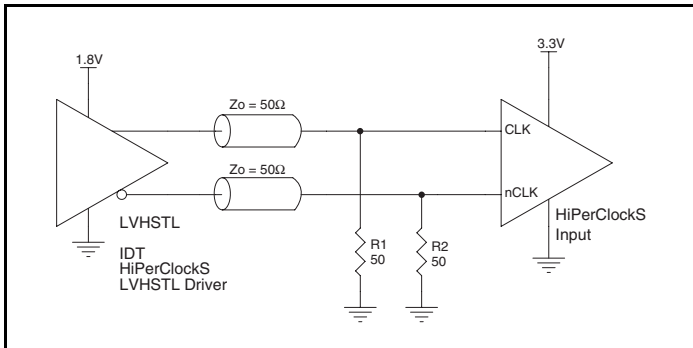 1.8V
3.3V
Zo = 50Ω
CLK
Zo = 50Ω
nCLK
LVHSTL
IDT
HiPerClockS
LVHSTL Driver
R1
50
R2
50
HiPerClockS
Input